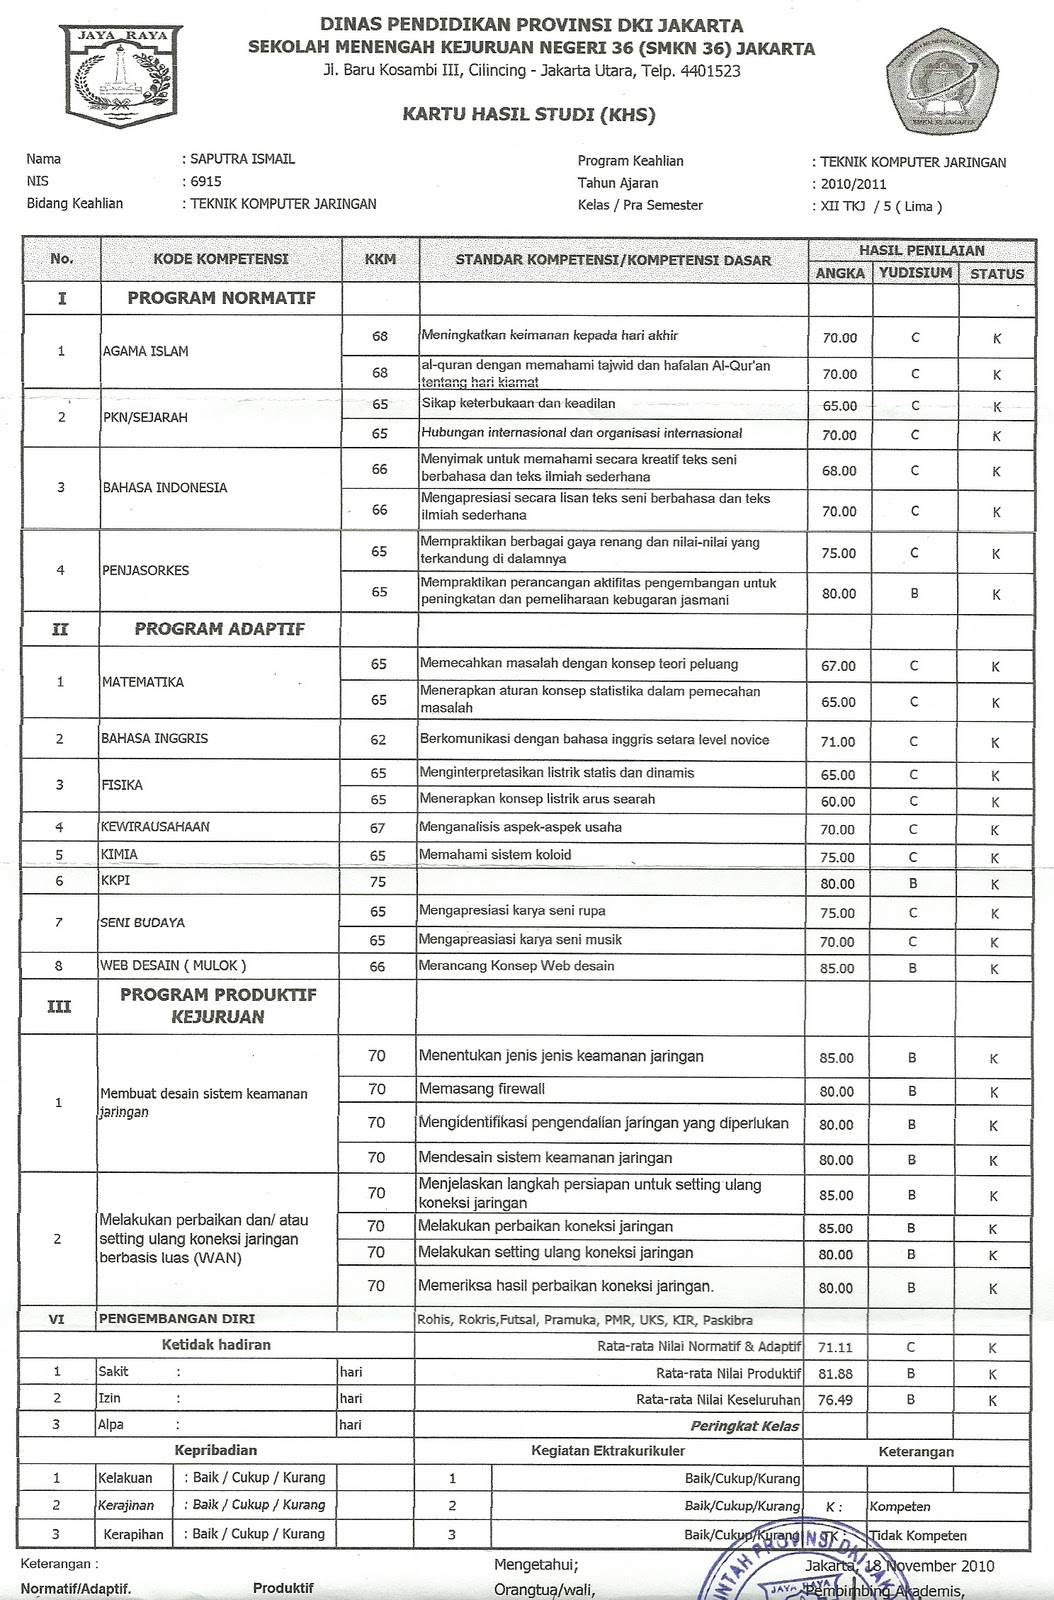 JAYA RAYA
DINAS PENDIDIKAN PROVINSI DKI JAKARTA
SEKOLAH MENENGAH KEJURUAN NEGERI 36 (SMKN 36) JAKARTA
Jl. Baru Kosambi III, Cilincing - Jakarta Utara, Telp. 4401523
KARTU HASIL STUDI (KHS)
SMKN 36 JAKARTA
Nama : SAPUTRA ISMAIL Program Keahlian : TEKNIK KOMPUTER JARINGAN
NIS : 6915 Tahun Ajaran : 2010/2011
Bidang Keahlian : TEKNIK KOMPUTER JARINGAN Kelas / Pra Semester : XII TKJ / 5 ( Lima )
No. KODE KOMPETENSI KKM STANDAR KOMPETENSI/KOMPETENSI DASAR HASIL PENILAIAN
ANGKA YUDISIUM STATUS
I PROGRAM NORMATIF
1 AGAMA ISLAM 68 Meningkatkan keimanan kepada hari akhir 70.00 C K
68 al-quran dengan memahami tajwid dan hafalan Al-Qur'an
tentang hari kiamat 70.00 C K
2 PKN/SEJARAH 65 Sikap keterbukaan dan keadilan 65.00 C K
65 Hubungan internasional dan organisasi internasional 70.00 C K
3 BAHASA INDONESIA 66 Menyimak untuk memahami secara kreatif teks seni
berbahasa dan teks ilmiah sederhana 68.00 C K
66 Mengapresiasi secara lisan teks seni berbahasa dan teks
ilmiah sederhana 70.00 C K
4 PENJASORKES 65 Mempraktikan berbagai gaya renang dan nilai-nilai yang
terkandung di dalamnya 75.00 C K
65 Mempraktikan perancangan aktifitas pengembangan untuk
peningkatan dan pemeliharaan kebugaran jasmani 80.00 B K
II PROGRAM ADAPTIF
1 MATEMATIKA 65 Memecahkan masalah dengan konsep teori peluang 67.00 C K
65 Menerapkan aturan konsep statistika dalam pemecahan
masalah 65.00 C K
2 BAHASA INGGRIS 62 Berkomunikasi dengan bahasa inggris setara level novice 71.00 C K
3 FISIKA 65 Menginterpretasikan listrik statis dan dinamis 65.00 C K
65 Menerapkan konsep listrik arus searah 60.00 C K
4 KEWIRAUSAHAAN 67 Menganalisis aspek-aspek usaha 70.00 C K
5 KIMIA 65 Memahami sistem koloid 75.00 C K
6 KKPI 75 80.00 B K
7 SENI BUDAYA 65 Mengapresiasi karya seni rupa 75.00 C K
65 Mengapreasiasi karya seni musik 70.00 C K
8 WEB DESAIN ( MULOK ) 66 Merancang Konsep Web desain 85.00 B K
III PROGRAM PRODUKTIF
KEJURUAN
1 Membuat desain sistem keamanan
jaringan 70 Menentukan jenis jenis keamanan jaringan 85.00 B K
70 Memasang firewall 80.00 B K
70 Mengidentifikasi pengendalian jaringan yang diperlukan 80.00 B K
70 Mendesain sistem keamanan jaringan 80.00 B K
2 Melakukan perbaikan dan/ atau
setting ulang koneksi jaringan
berbasis luas (WAN) 70 Menjelaskan langkah persiapan untuk setting ulang
koneksi jaringan 85.00 B K
70 Melakukan perbaikan koneksi jaringan 85.00 B K
70 Melakukan setting ulang koneksi jaringan 80.00 B K
70 Memeriksa hasil perbaikan koneksi jaringan. 80.00 B K
VI PENGEMBANGAN DIRI Rohis, Rokris,Futsal, Pramuka, PMR, UKS, KIR, Paskibra
Ketidak hadiran Rata-rata Nilai Normatif & Adaptif 71.11 C K
1 Sakit : hari Rata-rata Nilai Produktif 81.88 B K
2 Izin : hari Rata-rata Nilai Keseluruhan 76.49 B K
3 Alpa : hari Peringkat Kelas
Kepribadian Kegiatan Ektrakurikuler Keterangan
1 Kelakuan : Baik / Cukup / Kurang 1 Baik/Cukup/Kurang
2 Kerajinan : Baik / Cukup / Kurang 2 Baik/Cukup/Kurang K : Kompeten
3 Kerapihan : Baik / Cukup / Kurang 3 Baik/Cukup/Kurang TK : Tidak Kompeten
Keterangan : Mengetahui; Jakarta, 18 November 2010
Normatif/Adaptif. Produktif Orangtua/wali, Pembimbing Akademis,
PROVINSI DKI
JAYA RAYA